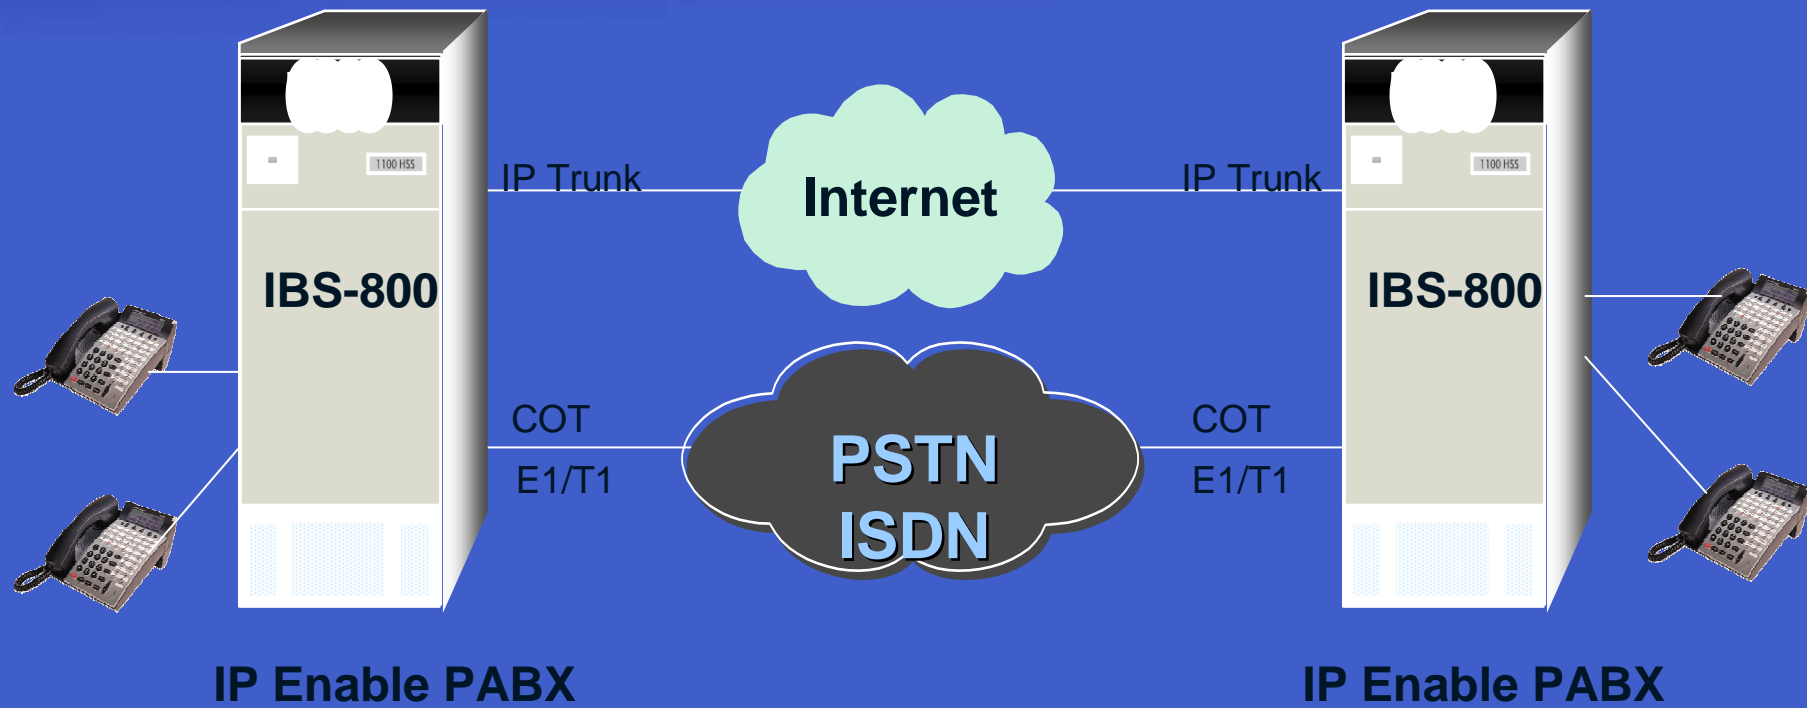 1100 HSS
1100 HSS
IP Trunk
Internet
IP Trunk
IBS-800
IBS-800
COT
E1/T1
PSTN
ISDN
COT
E1/T1
IP Enable PABX
IP Enable PABX